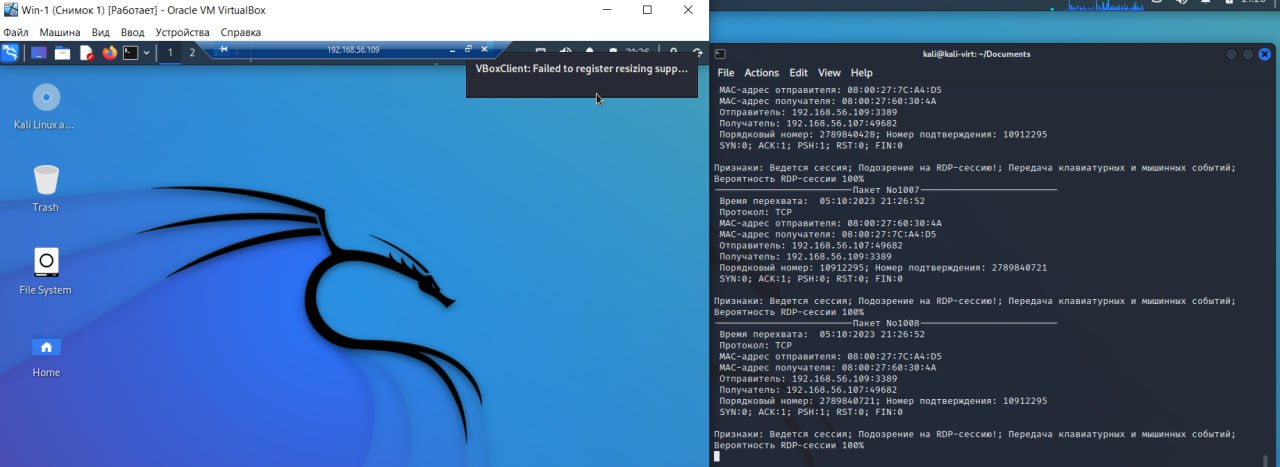 Win-1 (Снимок 1) [Работает] - Oracle VM VirtualBox
Файл Машина Вид Ввод Устройства Справка
1 2
192.168.56.109
21:26
VBoxClient: Failed to register resizing supp...
Kali Linux a...
Trash
File System
Home
kali@kali-virt: ~/Documents
File Actions Edit View Help
MAC-адрес отправителя: 08:00:27:7C:A4:D5
MAC-адрес получателя: 08:00:27:60:30:4A
Отправитель: 192.168.56.109:3389
Получатель: 192.168.56.107:49682
Порядковый номер: 2789840428; Номер подтверждения: 10912295
SYN:0; ACK:1; PSH:1; RST:0; FIN:0
Признаки: Ведется сессия; Подозрение на RDP-сессию!; Передача клавиатурных и мышинных событий;
Вероятность RDP-сессии 100%
Пакет No1007
Время перехвата: 05:10:2023 21:26:52
Протокол: TCP
MAC-адрес отправителя: 08:00:27:60:30:4A
MAC-адрес получателя: 08:00:27:7C:A4:D5
Отправитель: 192.168.56.107:49682
Получатель: 192.168.56.109:3389
Порядковый номер: 10912295; Номер подтверждения: 2789840721
SYN:0; ACK:1; PSH:0; RST:0; FIN:0
Признаки: Ведется сессия; Подозрение на RDP-сессию!; Передача клавиатурных и мышинных событий;
Вероятность RDP-сессии 100%
Пакет No1008
Время перехвата: 05:10:2023 21:26:52
Протокол: TCP
MAC-адрес отправителя: 08:00:27:7C:A4:D5
MAC-адрес получателя: 08:00:27:60:30:4A
Отправитель: 192.168.56.109:3389
Получатель: 192.168.56.107:49682
Порядковый номер: 2789840721; Номер подтверждения: 10912295
SYN:0; ACK:1; PSH:1; RST:0; FIN:0
Признаки: Ведется сессия; Подозрение на RDP-сессию!; Передача клавиатурных и мышинных событий;
Вероятность RDP-сессии 100%